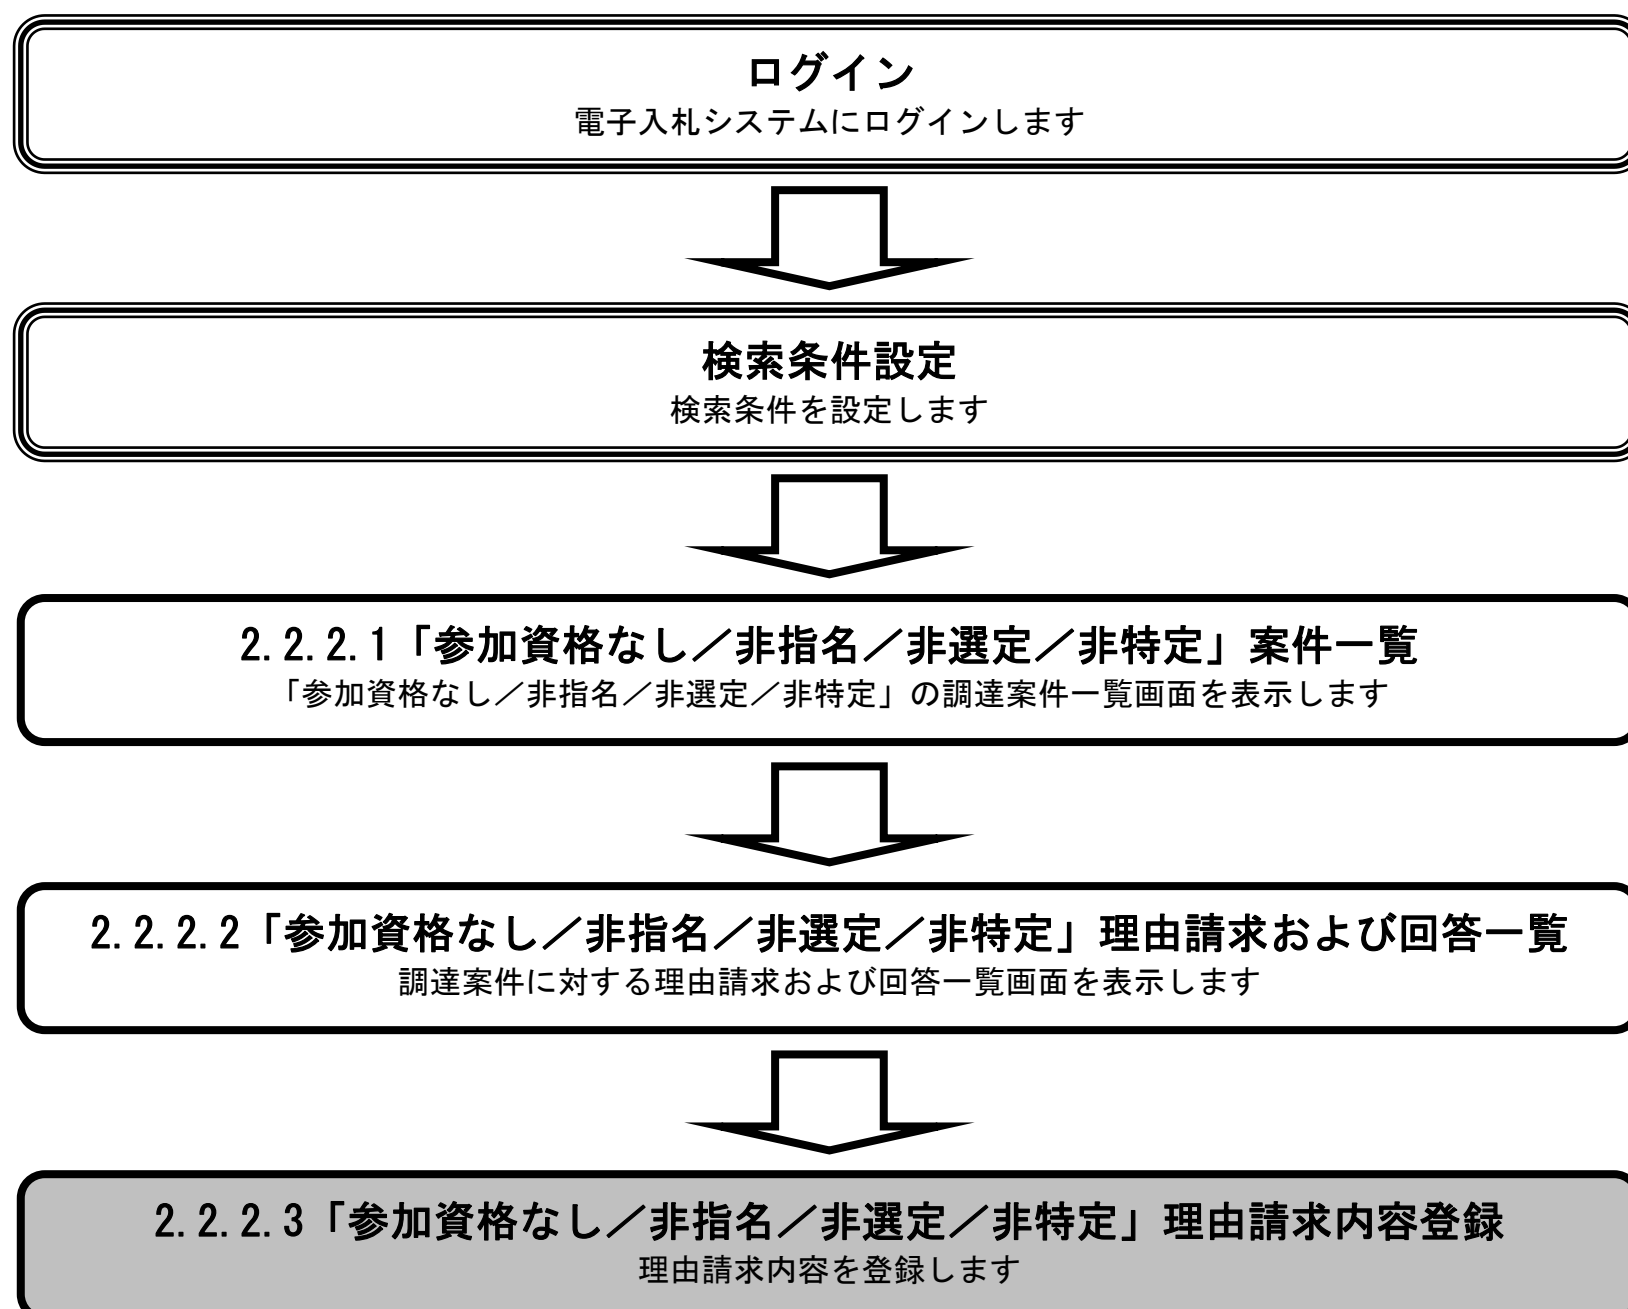 ログイン
電子入札システムにログインします
検索条件設定
検索条件を設定します
2.2.2.1「参加資格なし／非指名／非選定／非特定」案件一覧
「参加資格なし／非指名／非選定／非特定」の調達案件一覧画面を表示します
2.2.2.2「参加資格なし／非指名／非選定／非特定」理由請求および回答一覧
調達案件に対する理由請求および回答一覧画面を表示します
2.2.2.3「参加資格なし／非指名／非選定／非特定」理由請求内容登録
理由請求内容を登録します